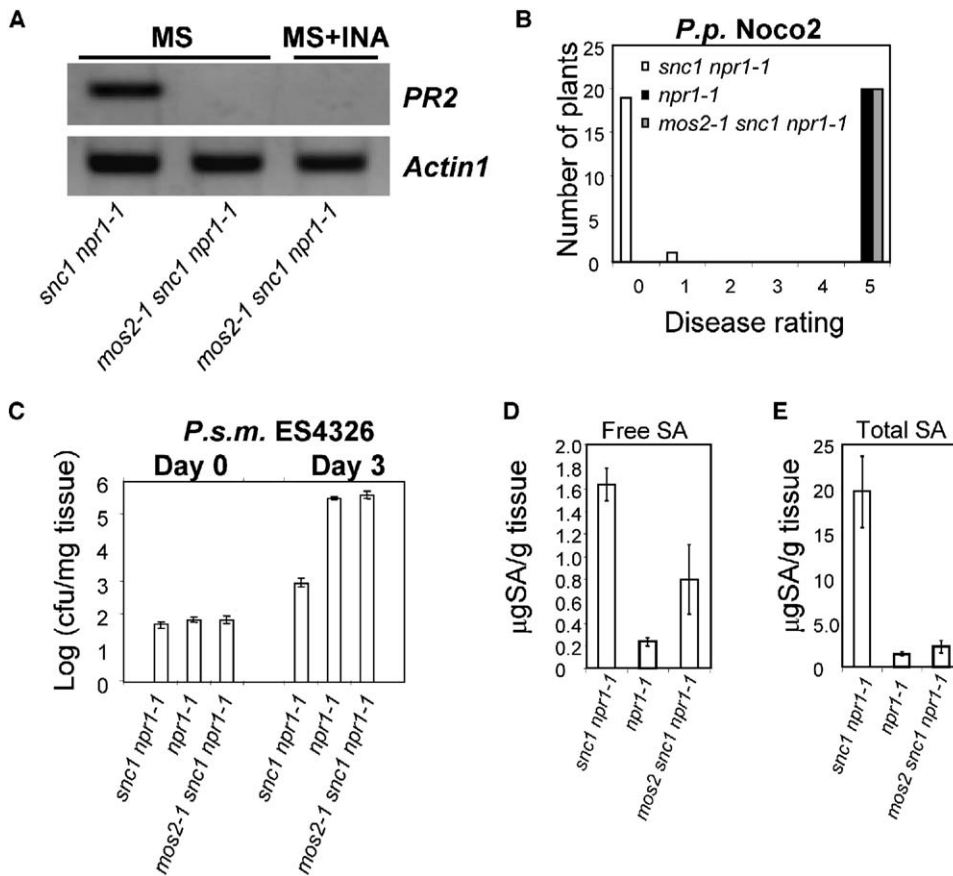 A
MS MS+INA
PR2
Actin1
snc1 npr1-1
mos2-1 snc1 npr1-1
mos2-1 snc1 npr1-1
B
P.p. Noco2
Number of plants
25
20
15
10
5
0
snc1 npr1-1
npr1-1
mos2-1 snc1 npr1-1
0 1 2 3 4 5
Disease rating
C
P.s.m. ES4326
Day 0 Day 3
Log (cfu/mg tissue)
6
5
4
3
2
1
0
snc1 npr1-1
npr1-1
mos2-1 snc1 npr1-1
snc1 npr1-1
npr1-1
mos2-1 snc1 npr1-1
D
Free SA
µgSA/g tissue
2.0
1.8
1.6
1.4
1.2
1.0
0.8
0.6
0.4
0.2
0
snc1 npr1-1
npr1-1
mos2 snc1 npr1-1
E
Total SA
µgSA/g tissue
25
20
15
10
5.0
0
snc1 npr1-1
npr1-1
mos2 snc1 npr1-1